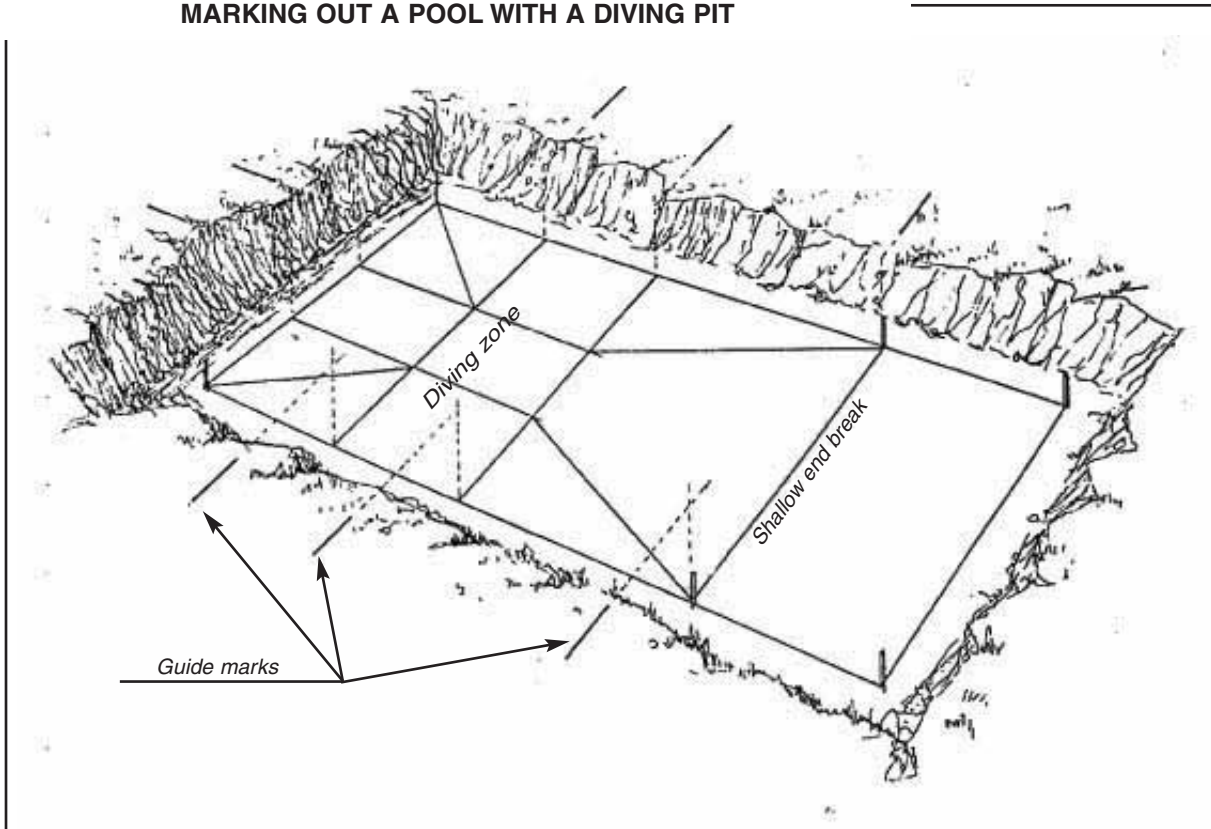 MARKING OUT A POOL WITH A DIVING PIT
Diving zone
Shallow end break
Guide marks